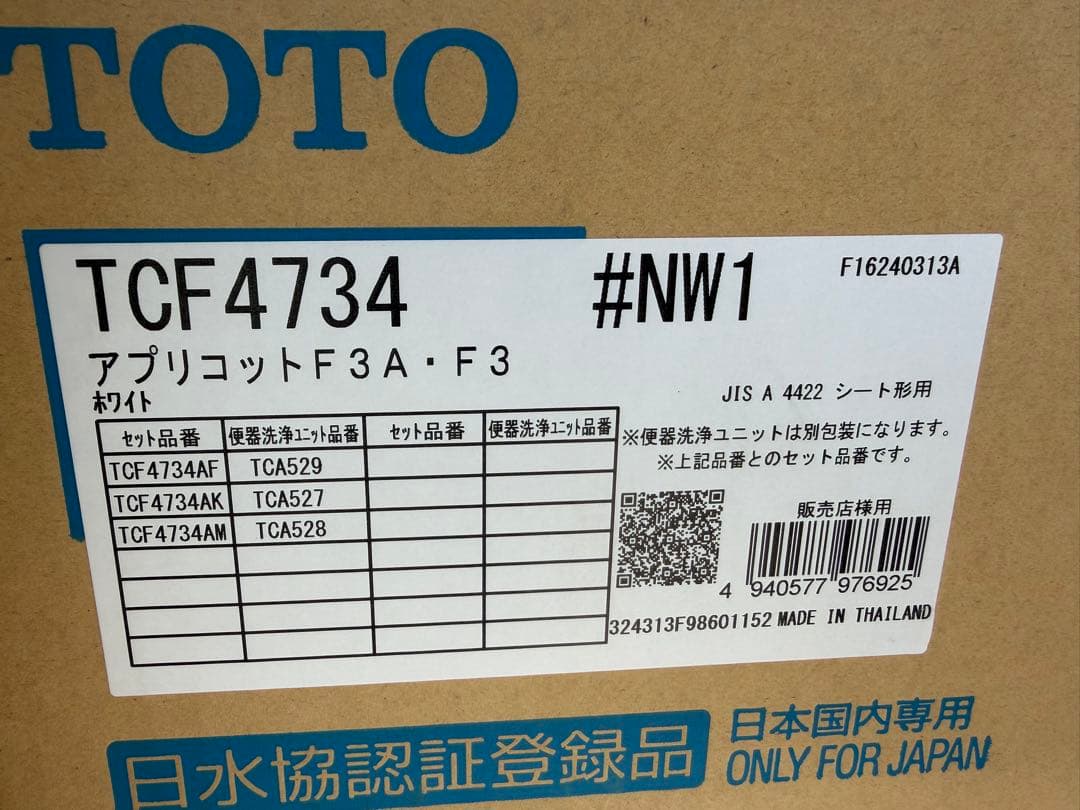 TOTO
TCF4734 #NW1 F16240313A
アプリコットF3A・F3
ホワイト
JIS A 4422 シート形用
セット品番 便器洗浄ユニット品番 セット品番 便器洗浄ユニット品番
TCF4734AF TCA529
TCF4734AK TCA527
TCF4734AM TCA528
※便器洗浄ユニットは別包装になります。
※上記品番とのセット品番です。
販売店様用
4 940577 976925
324313F98601152 MADE IN THAILAND
日水協認証登録品
日本国内専用
ONLY FOR JAPAN